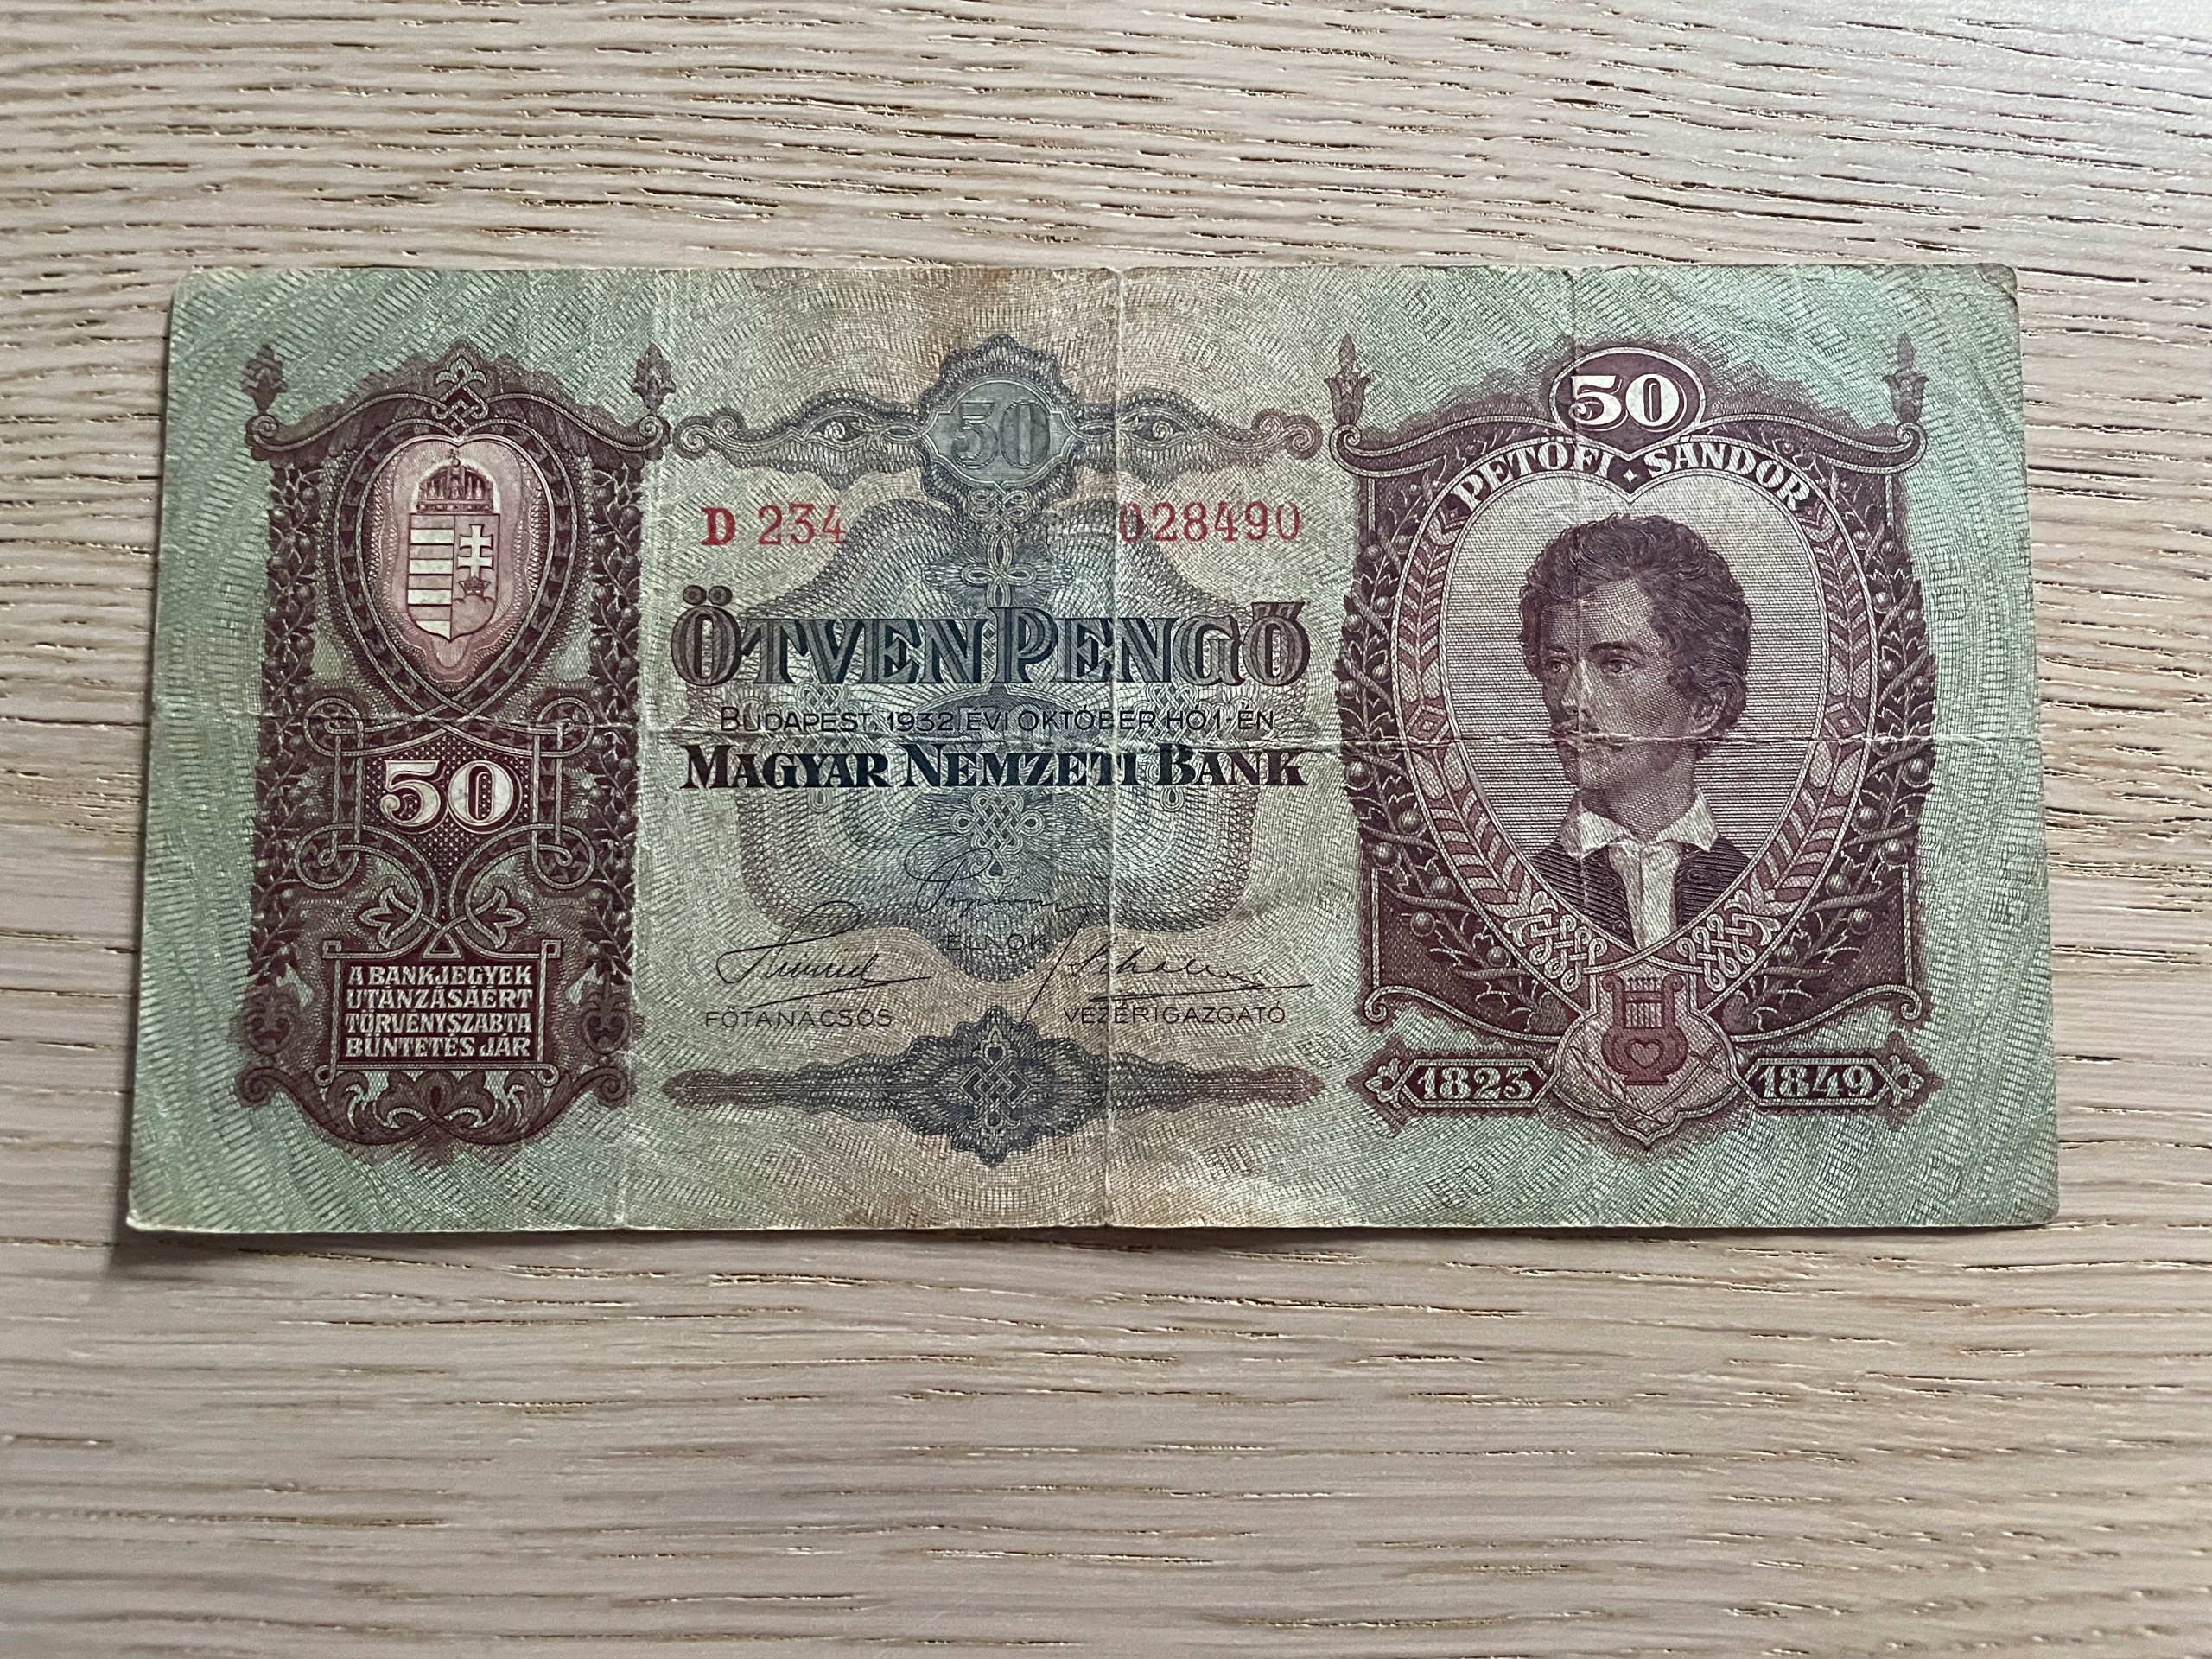 50
50
PETŐFI SÁNDOR
D 234 028490
ÖTVEN PENGŐ
BUDAPEST, 1932 ÉVI OKTÓBER HÓ 1-ÉN
MAGYAR NEMZETI BANK
50
ELNÖK
FŐTANÁCSOS
VEZÉRIGAZGATÓ
A BANKJEGYEK
UTÁNZÁSÁÉRT
TÖRVÉNYSZABTA
BÜNTETÉS JÁR
1823
1849